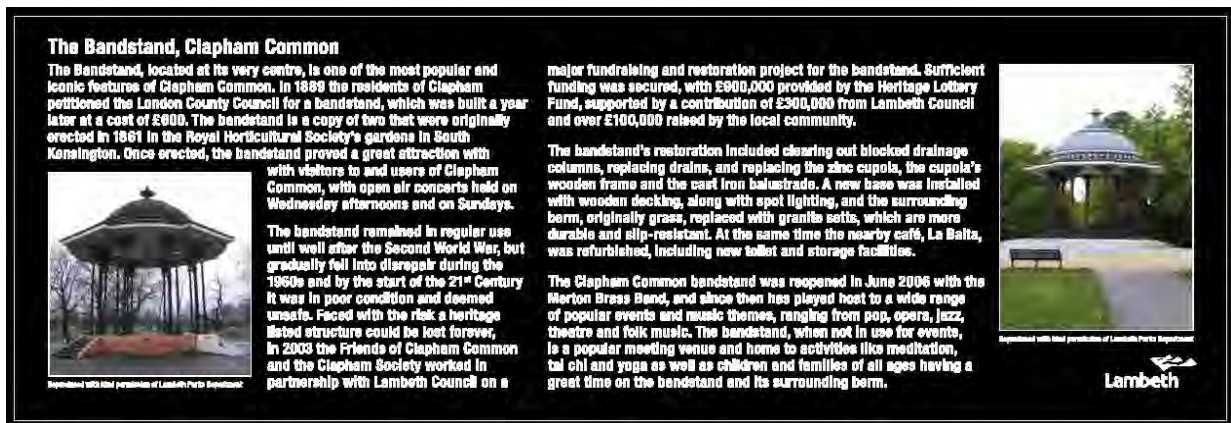 The Bandstand, Clapham Common
The Bandstand, located at its very centre, is one of the most popular and
iconic features of Clapham Common. In 1889 the residents of Clapham
petitioned the London County Council for a bandstand, which was built a year
later at a cost of £600. The bandstand is a copy of two that were originally
erected in 1861 in the Royal Horticultural Society's gardens in South
Kensington. Once erected, the bandstand proved a great attraction with
with visitors to and users of Clapham
Common, with open air concerts held on
Wednesday afternoons and on Sundays.
The bandstand remained in regular use
until well after the Second World War, but
gradually fell into disrepair during the
1960s and by the start of the 21st Century
it was in poor condition and deemed
unsafe. Faced with the risk a heritage
listed structure could be lost forever,
in 2003 the Friends of Clapham Common
and the Clapham Society worked in
partnership with Lambeth Council on a
Reproduced with kind permission of Lambeth Parks Department
major fundraising and restoration project for the bandstand. Sufficient
funding was secured, with £900,000 provided by the Heritage Lottery
Fund, supported by a contribution of £300,000 from Lambeth Council
and over £100,000 raised by the local community.
The bandstand's restoration included clearing out blocked drainage
columns, replacing drains, and replacing the zinc cupola, the cupola's
wooden frame and the cast iron balustrade. A new base was installed
with wooden decking, along with spot lighting, and the surrounding
berm, originally grass, replaced with granite setts, which are more
durable and slip-resistant. At the same time the nearby café, La Baita,
was refurbished, including new toilet and storage facilities.
The Clapham Common bandstand was reopened in June 2006 with the
Merton Brass Band, and since then has played host to a wide range
of popular events and music themes, ranging from pop, opera, jazz,
theatre and folk music. The bandstand, when not in use for events,
is a popular meeting venue and home to activities like meditation,
tai chi and yoga as well as children and families of all ages having a
great time on the bandstand and its surrounding berm.
Reproduced with kind permission of Lambeth Parks Department
Lambeth